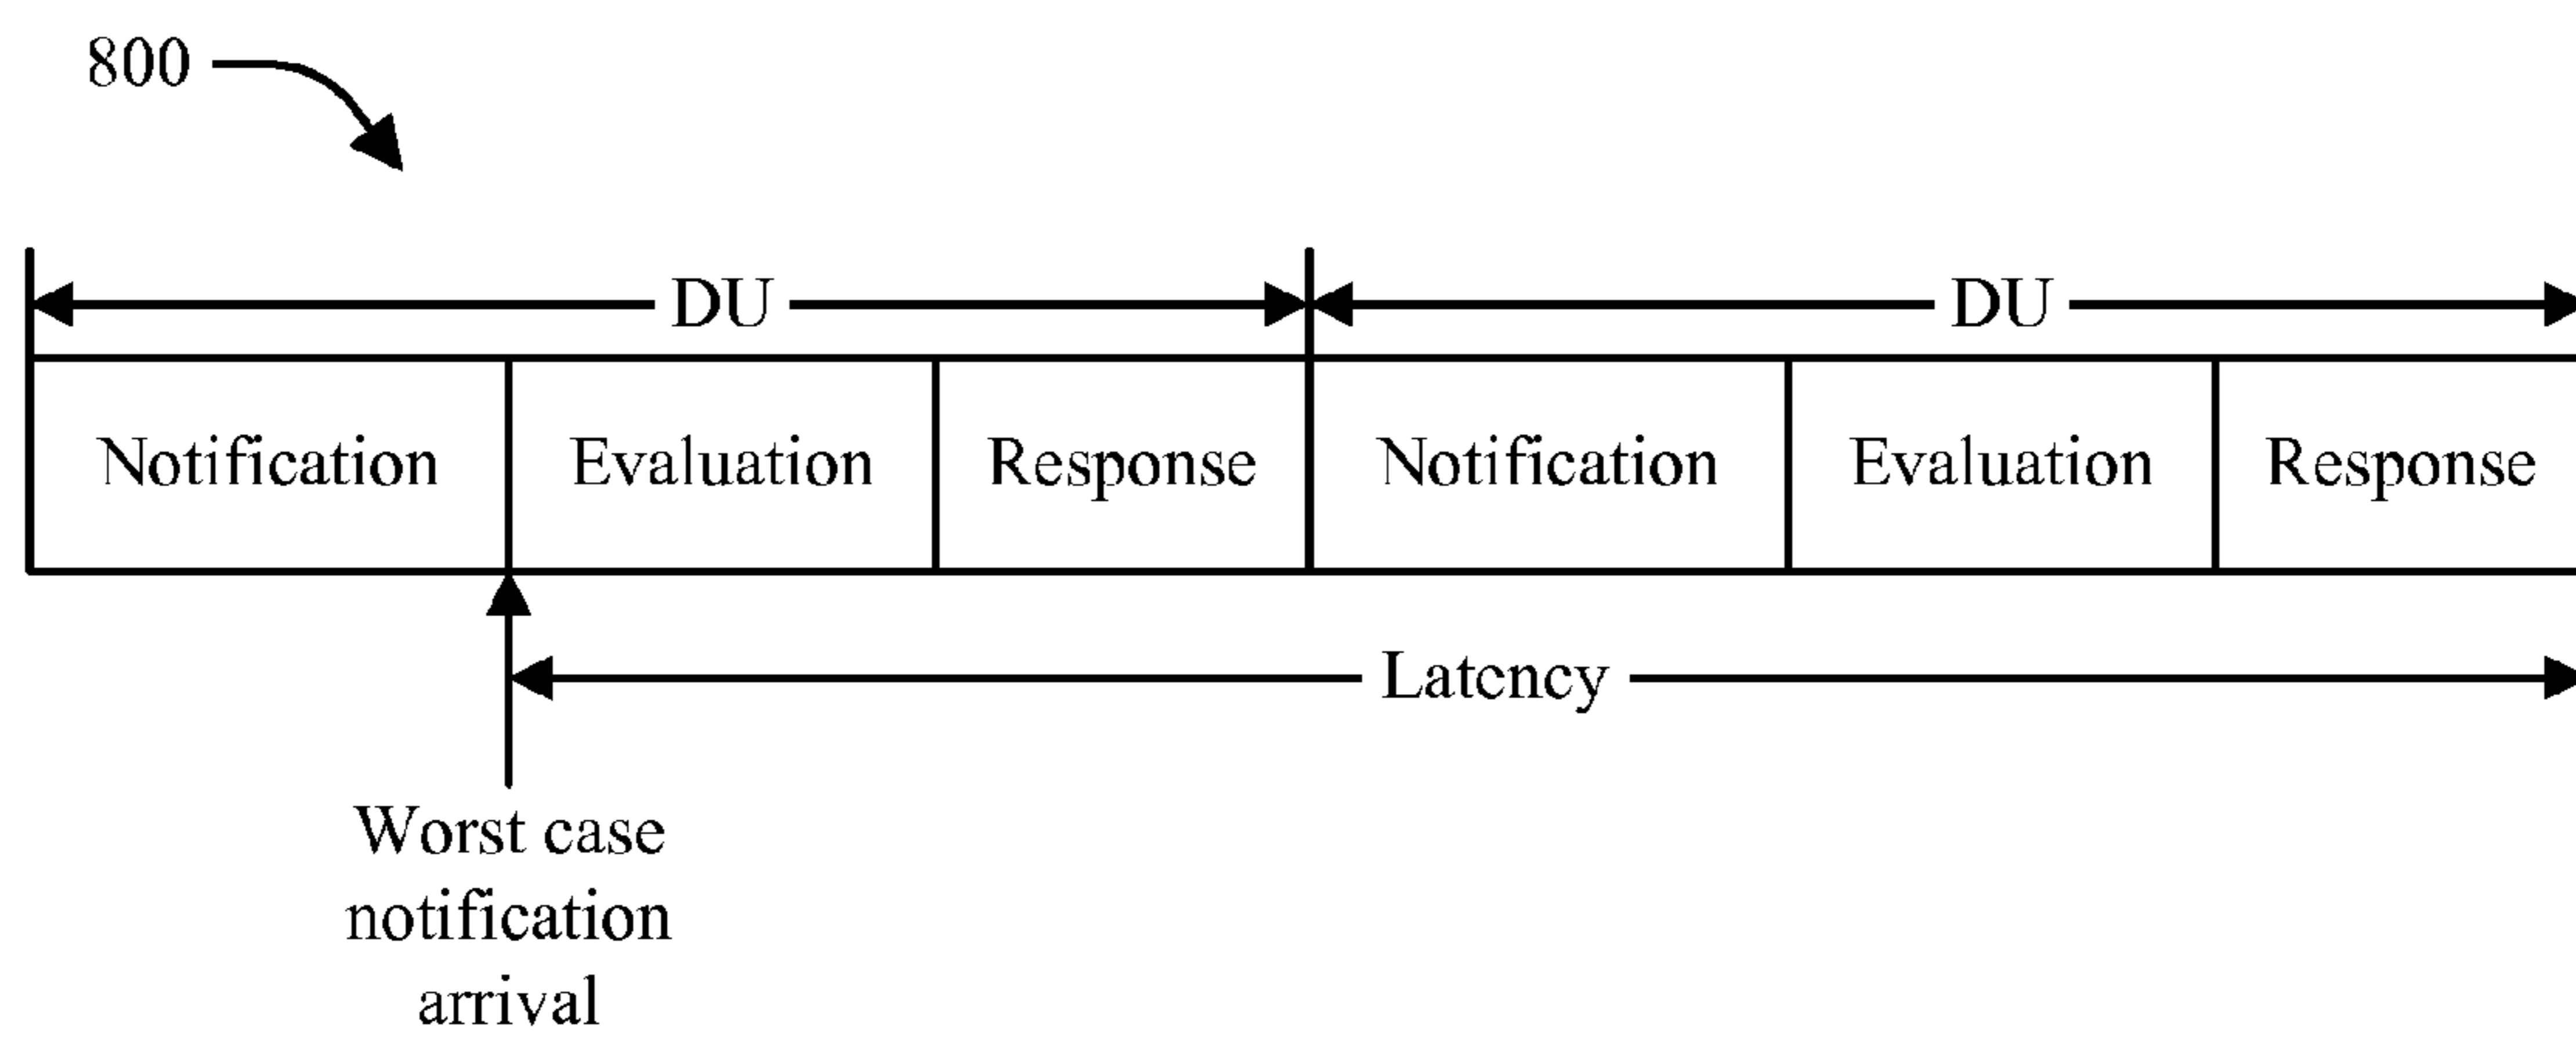 800
DU
DU
Notification
Evaluation
Response
Notification
Evaluation
Response
Latency
Worst case
notification
arrival